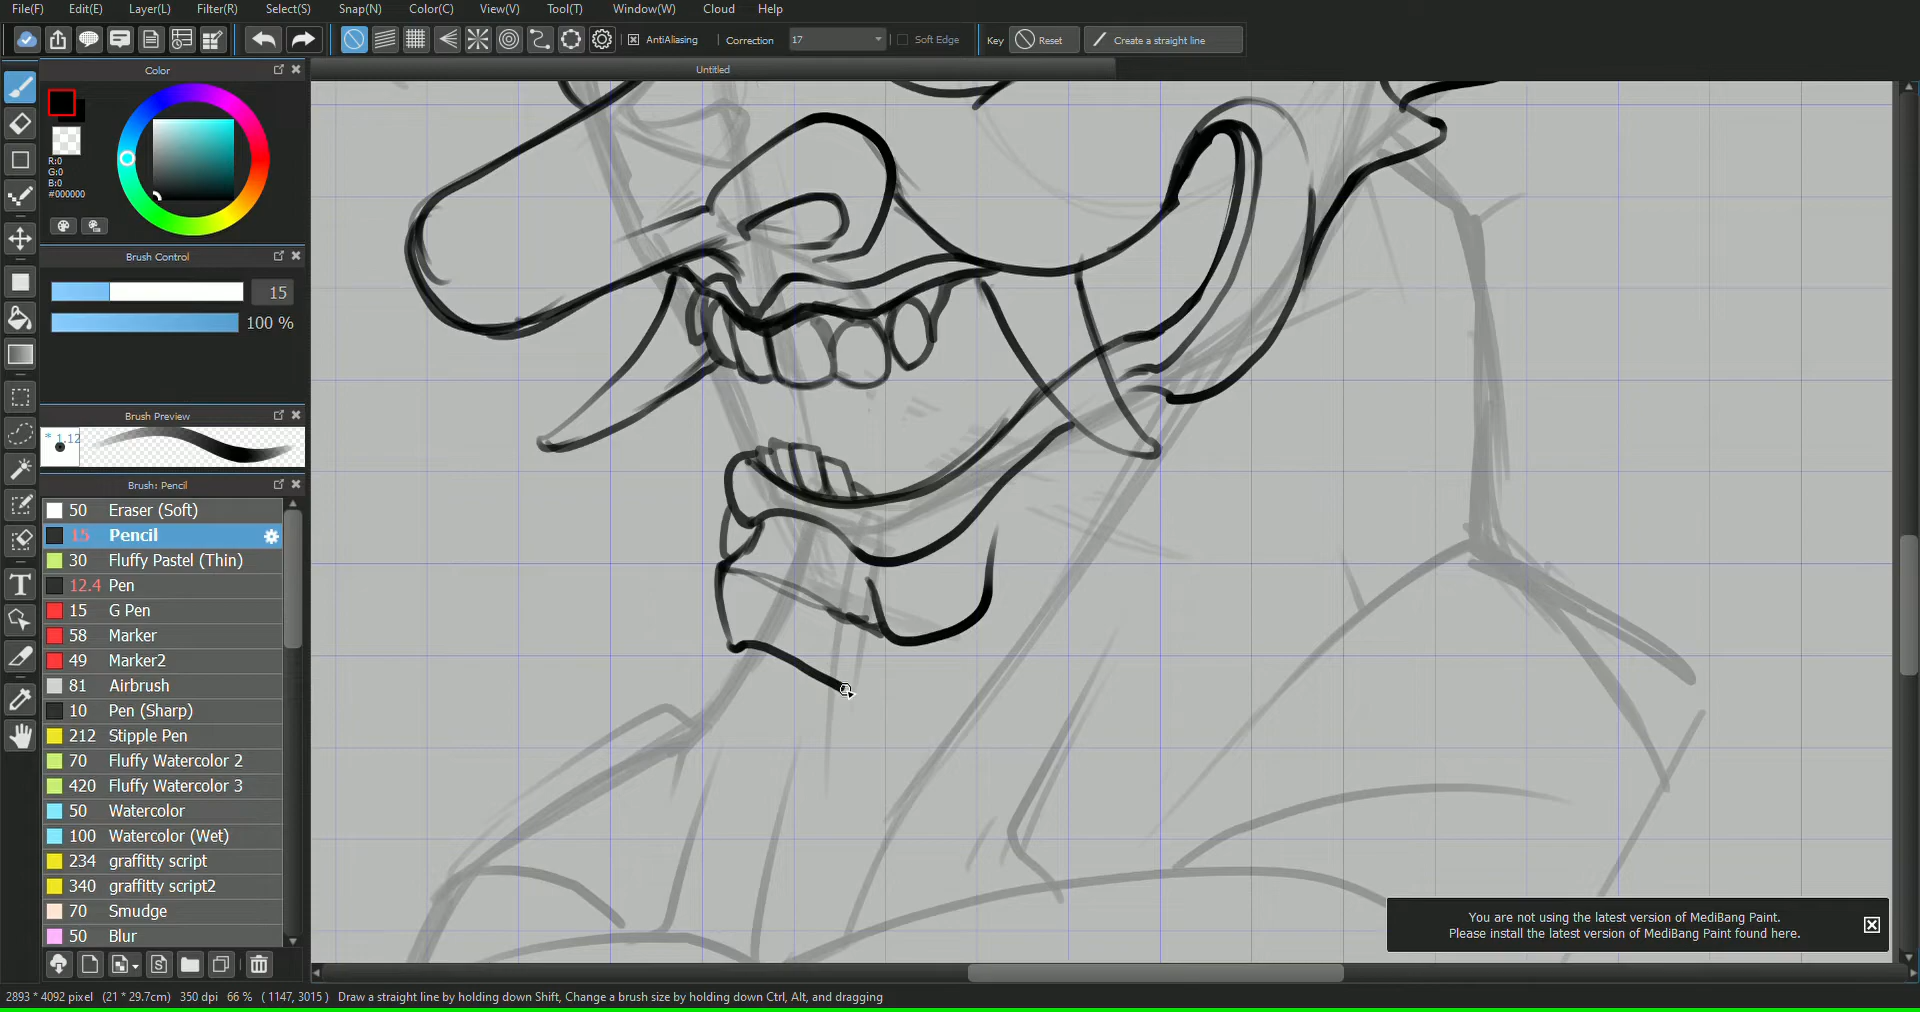 File(F) Edit(E) Layer(L) Filter(R) Select(S) Snap(N) Color(C) View(V) Tool(T) Window(W) Cloud Help
AntiAliasing Correction 17 Soft Edge Key Reset Create a straight line
Color
Untitled
R:0
G:0
B:0
#000000
Brush Control
15
100 %
Brush Preview
* 1.12
Brush: Pencil
50 Eraser (Soft)
15 Pencil
30 Fluffy Pastel (Thin)
12.4 Pen
15 G Pen
58 Marker
49 Marker2
81 Airbrush
10 Pen (Sharp)
212 Stipple Pen
70 Fluffy Watercolor 2
420 Fluffy Watercolor 3
50 Watercolor
100 Watercolor (Wet)
234 graffitty script
340 graffitty script2
70 Smudge
50 Blur
You are not using the latest version of MediBang Paint.
Please install the latest version of MediBang Paint found here.
2893 * 4092 pixel (21 * 29.7cm) 350 dpi 66 % ( 1147, 3015 ) Draw a straight line by holding down Shift, Change a brush size by holding down Ctrl, Alt, and dragging